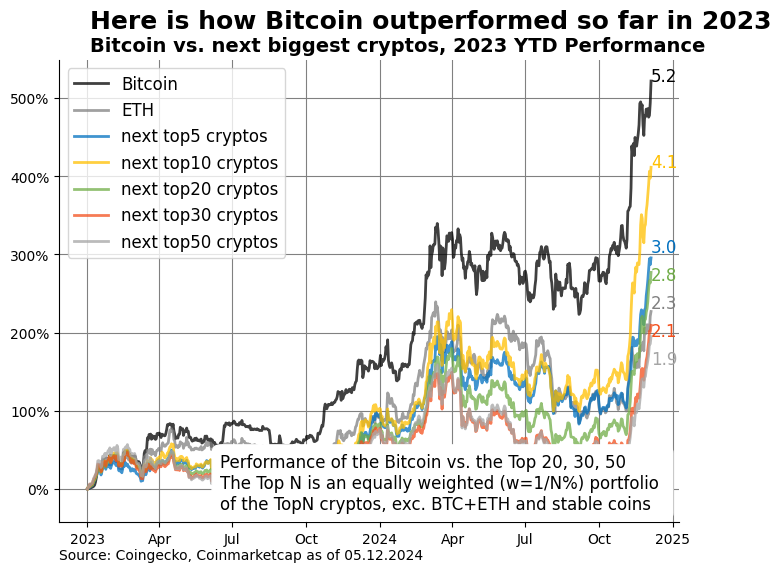 Here is how Bitcoin outperformed so far in 2023
Bitcoin vs. next biggest cryptos, 2023 YTD Performance
Bitcoin
ETH
next top5 cryptos
next top10 cryptos
next top20 cryptos
next top30 cryptos
next top50 cryptos
500%
400%
300%
200%
100%
0%
5.2
4.1
3.0
2.8
2.3
2.1
1.9
Performance of the Bitcoin vs. the Top 20, 30, 50
The Top N is an equally weighted (w=1/N%) portfolio
of the TopN cryptos, exc. BTC+ETH and stable coins
2023 Apr Jul Oct 2024 Apr Jul Oct 2025
Source: Coingecko, Coinmarketcap as of 05.12.2024